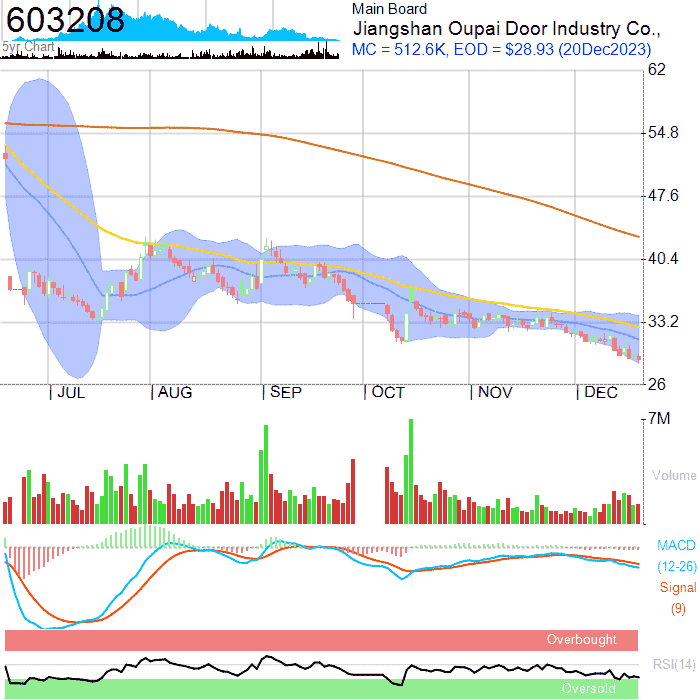 603208
5yr Chart
Main Board
Jiangshan Oupai Door Industry Co.,
MC = 512.6K, EOD = $28.93 (20Dec2023)
62
54.8
47.6
40.4
33.2
26
JUL AUG SEP OCT NOV DEC
7M
Volume
MACD
(12-26)
Signal
(9)
Overbought
RSI(14)
Oversold